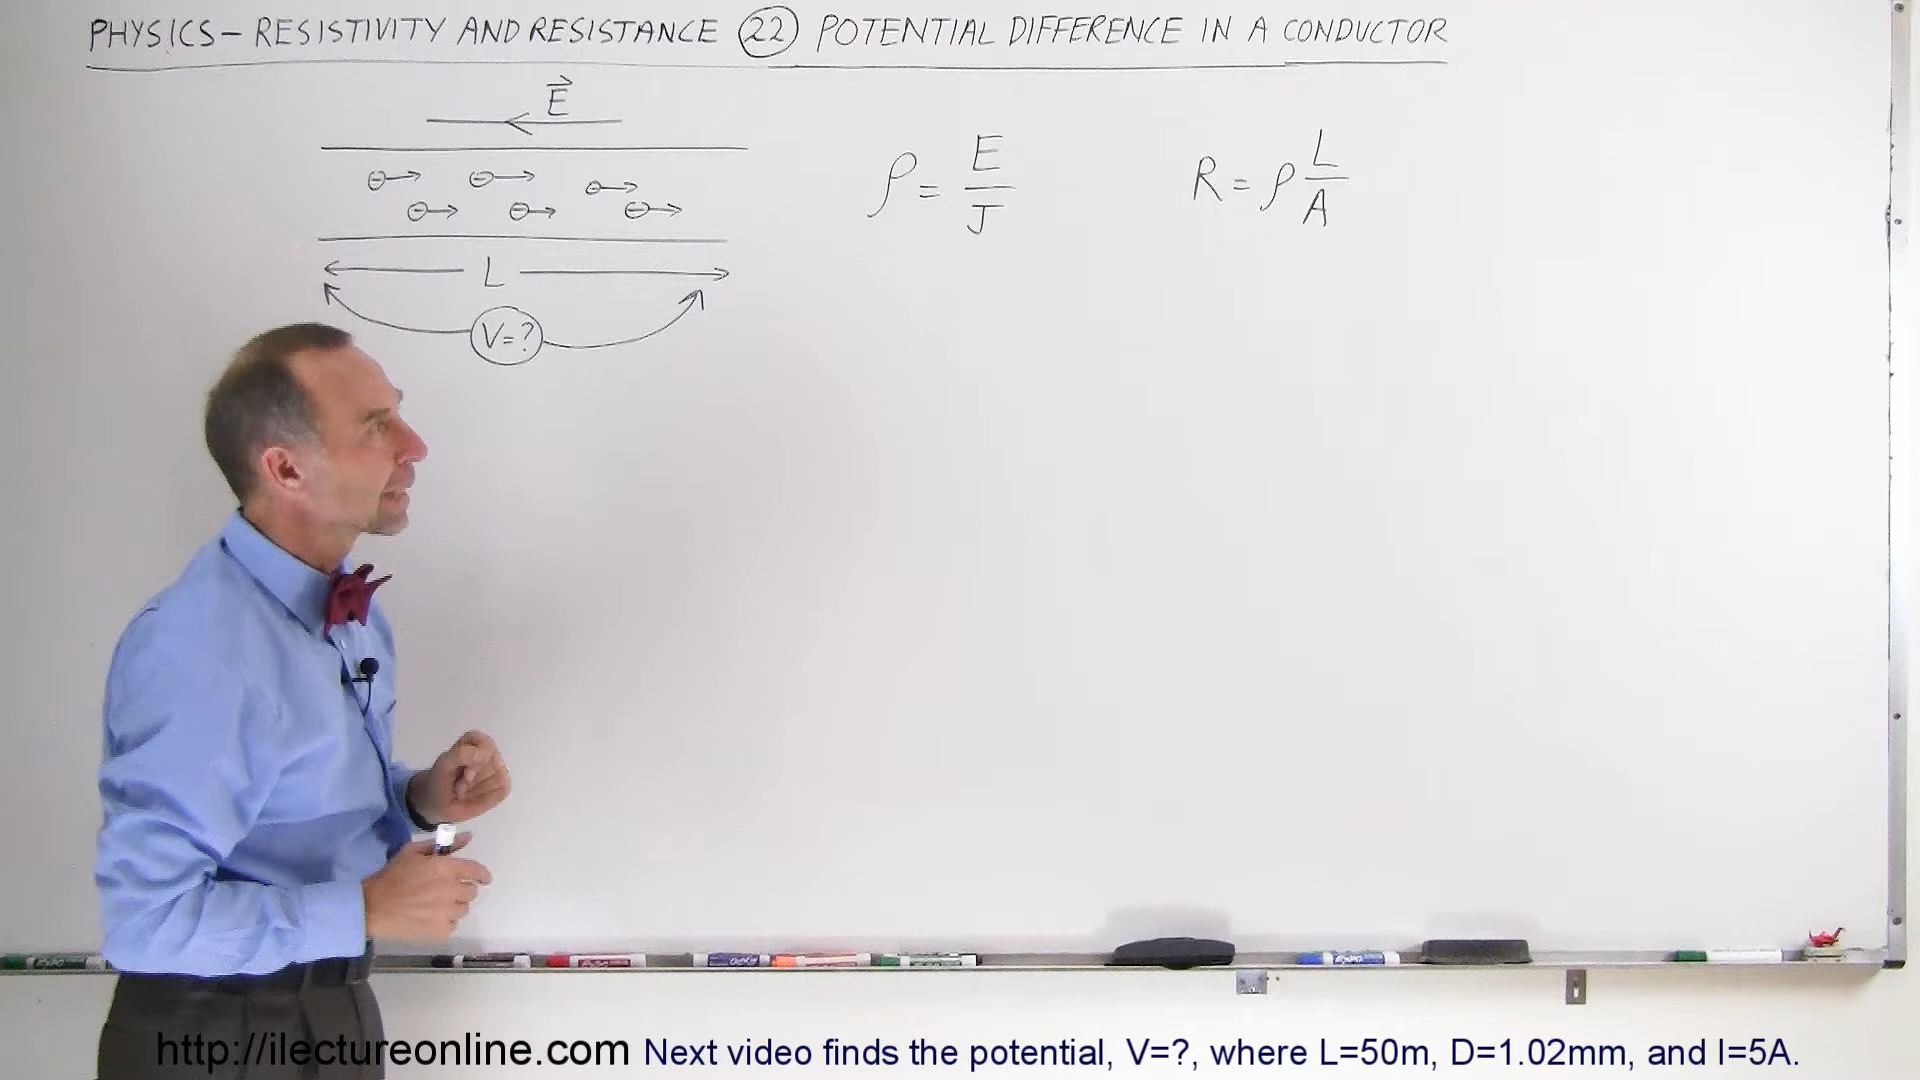 PHYSICS – RESISTIVITY AND RESISTANCE 22 POTENTIAL DIFFERENCE IN A CONDUCTOR
E
ρ = E/J
R = ρ L/A
L
V=?
EXPO
http://ilectureonline.com Next video finds the potential, V=?, where L=50m, D=1.02mm, and I=5A.